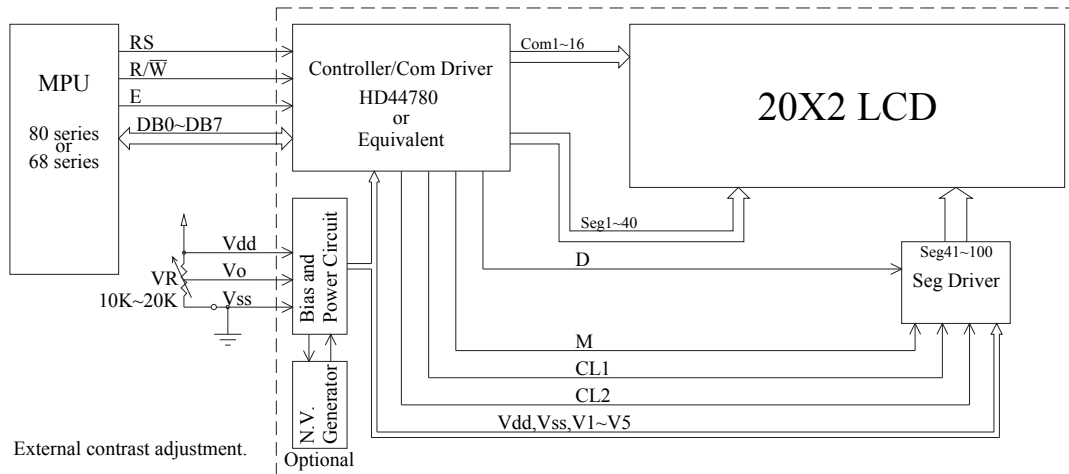 MPU
80 series
or
68 series
RS
R/W̅
E
DB0~DB7
Controller/Com Driver
HD44780
or
Equivalent
Com1~16
20X2 LCD
Seg1~40
Seg41~100
Seg Driver
D
Vdd
Vo
Vss
VR
10K~20K
Bias and
Power Circuit
M
CL1
CL2
Vdd,Vss,V1~V5
N.V.
Generator
Optional
External contrast adjustment.